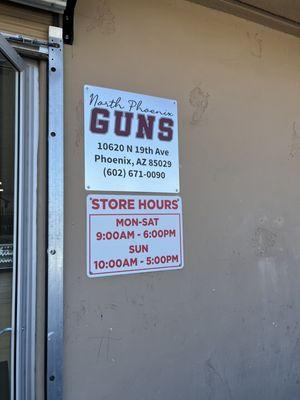 North Phoenix
GUNS
10620 N 19th Ave
Phoenix, AZ 85029
(602) 671-0090
STORE HOURS
MON-SAT
9:00AM - 6:00PM
SUN
10:00AM - 5:00PM